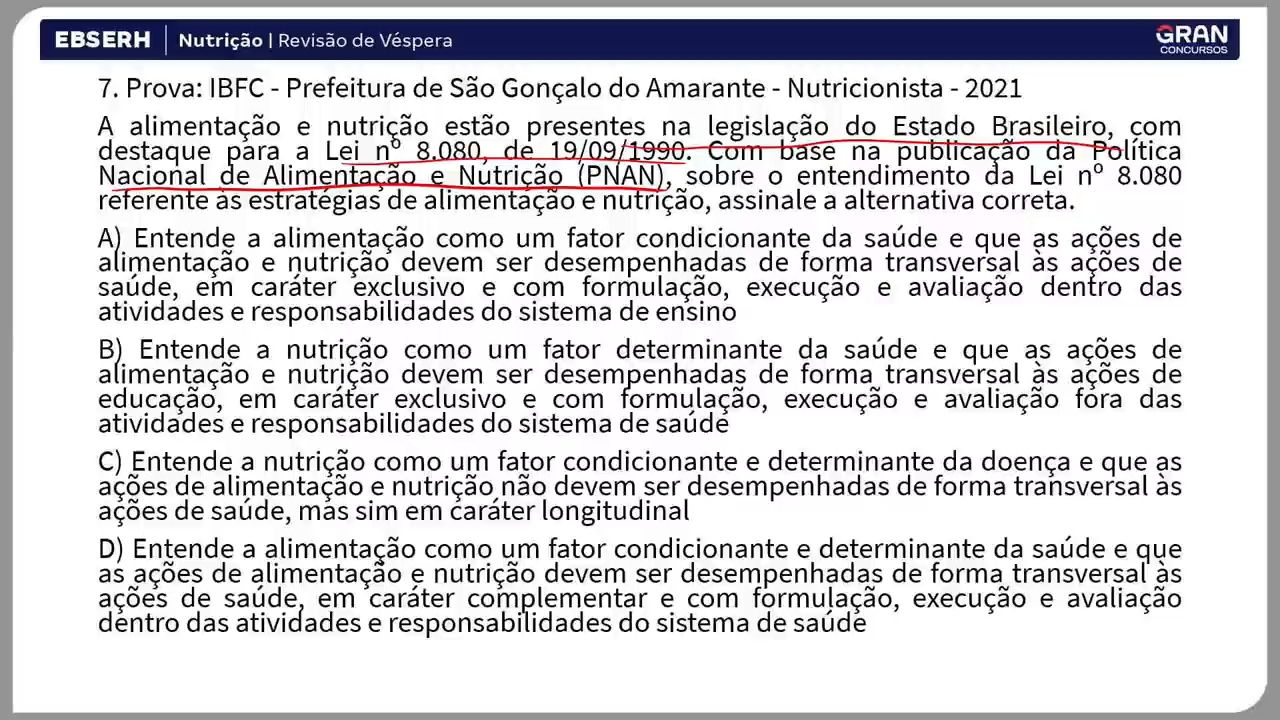 EBSERH Nutrição | Revisão de Véspera GRAN CONCURSOS
7. Prova: IBFC - Prefeitura de São Gonçalo do Amarante - Nutricionista - 2021
A alimentação e nutrição estão presentes na legislação do Estado Brasileiro, com
destaque para a Lei nº 8.080, de 19/09/1990. Com base na publicação da Política
Nacional de Alimentação e Nutrição (PNAN), sobre o entendimento da Lei nº 8.080
referente às estratégias de alimentação e nutrição, assinale a alternativa correta.
A) Entende a alimentação como um fator condicionante da saúde e que as ações de
alimentação e nutrição devem ser desempenhadas de forma transversal às ações de
saúde, em caráter exclusivo e com formulação, execução e avaliação dentro das
atividades e responsabilidades do sistema de ensino
B) Entende a nutrição como um fator determinante da saúde e que as ações de
alimentação e nutrição devem ser desempenhadas de forma transversal às ações de
educação, em caráter exclusivo e com formulação, execução e avaliação fora das
atividades e responsabilidades do sistema de saúde
C) Entende a nutrição como um fator condicionante e determinante da doença e que as
ações de alimentação e nutrição não devem ser desempenhadas de forma transversal às
ações de saúde, mas sim em caráter longitudinal
D) Entende a alimentação como um fator condicionante e determinante da saúde e que
as ações de alimentação e nutrição devem ser desempenhadas de forma transversal às
ações de saúde, em caráter complementar e com formulação, execução e avaliação
dentro das atividades e responsabilidades do sistema de saúde